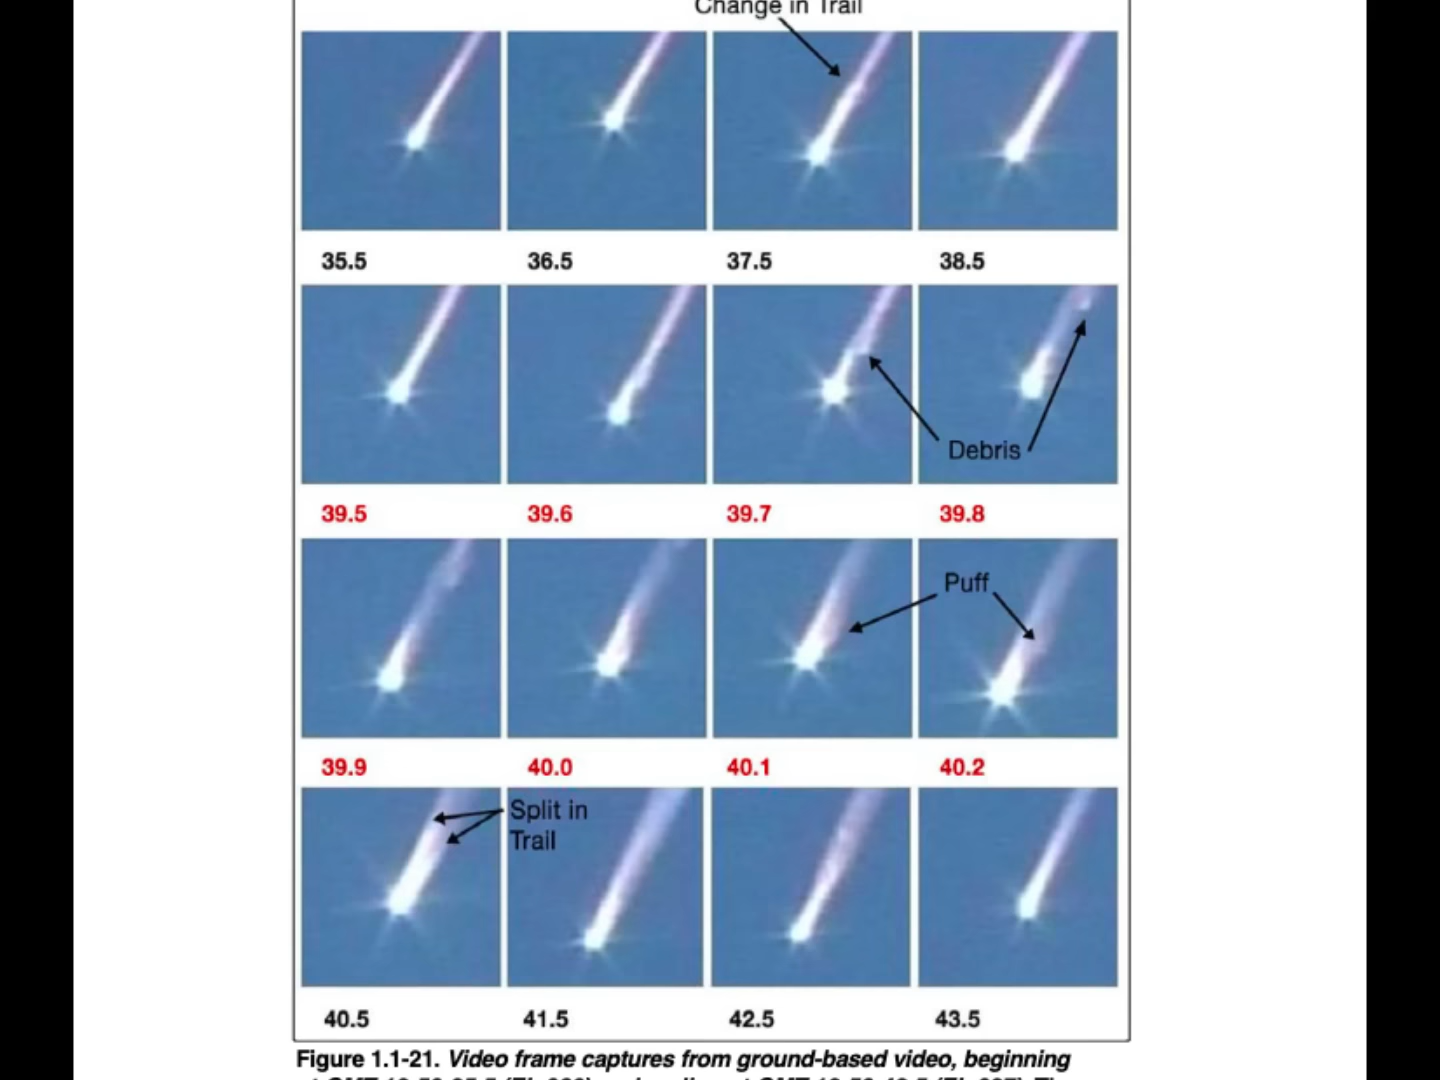 Change in Trail
35.5 36.5 37.5 38.5
Debris
39.5 39.6 39.7 39.8
Puff
39.9 40.0 40.1 40.2
Split in
Trail
40.5 41.5 42.5 43.5
Figure 1.1-21. Video frame captures from ground-based video, beginning